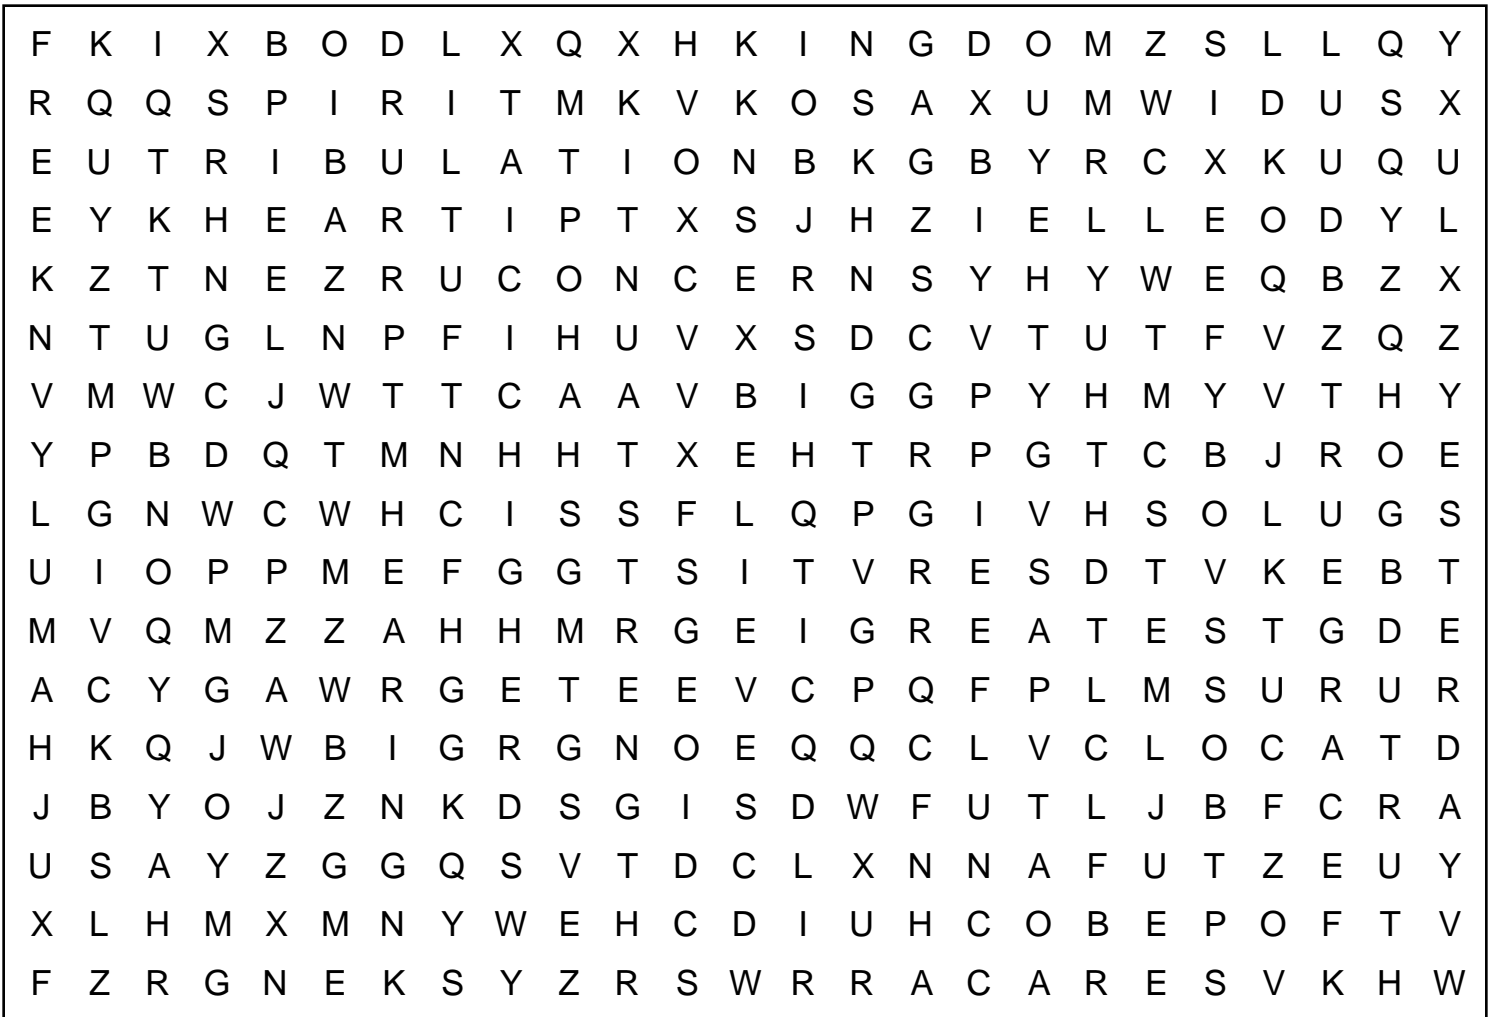 F K I X B O D L X Q X H K I N G D O M Z S L L Q Y
R Q Q S P I R I T M K V K O S A X U M W I D U S X
E U T R I B U L A T I O N B K G B Y R C X K U Q U
E Y K H E A R T I P T X S J H Z I E L L E O D Y L
K Z T N E Z R U C O N C E R N S Y H Y W E Q B Z X
N T U G L N P F I H U V X S D C V T U T F V Z Q Z
V M W C J W T T C A A V B I G G P Y H M Y V T H Y
Y P B D Q T M N H H T X E H T R P G T C B J R O E
L G N W C W H C I S S F L Q P G I V H S O L U G S
U I O P P M E F G G T S I T V R E S D T V K E B T
M V Q M Z Z A H H M R G E I G R E A T E S T G D E
A C Y G A W R G E T E E V C P Q F P L M S U R U R
H K Q J W B I G R G N O E Q Q C L V C L O C A T D
J B Y O J Z N K D S G I S D W F U T L J B F C R A
U S A Y Z G G Q S V T D C L X N N A F U T Z E U Y
X L H M X M N Y W E H C D I U H C O B E P O F T V
F Z R G N E K S Y Z R S W R R A C A R E S V K H W